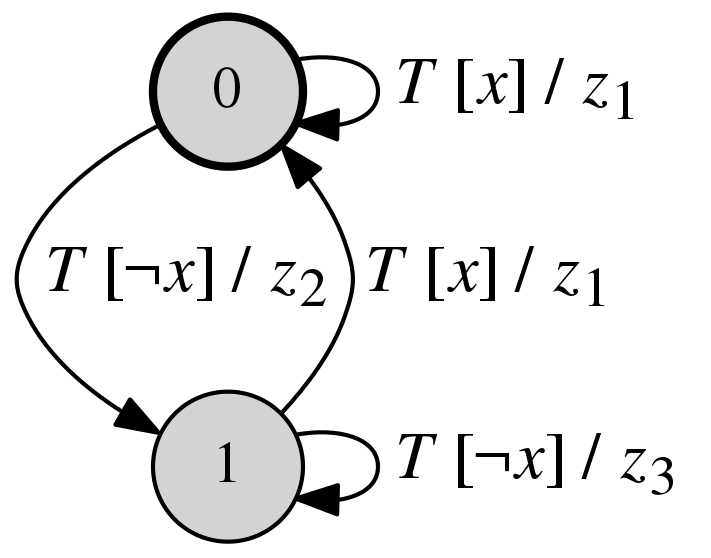 0 T [x] / z₁
T [¬x] / z₂ T [x] / z₁
1 T [¬x] / z₃